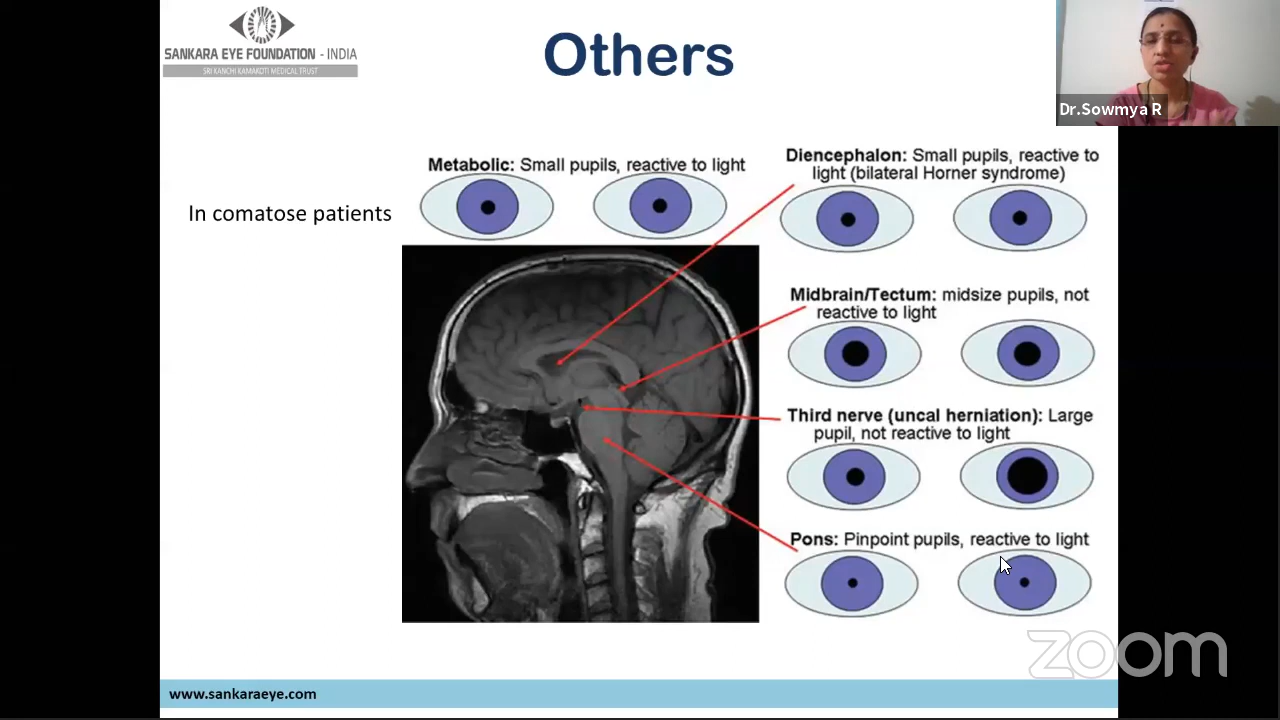 SANKARA EYE FOUNDATION - INDIA
SRI KANCHI KAMAKOTI MEDICAL TRUST
Others
Dr.Sowmya R
In comatose patients
Metabolic: Small pupils, reactive to light
Diencephalon: Small pupils, reactive to
light (bilateral Horner syndrome)
Midbrain/Tectum: midsize pupils, not
reactive to light
Third nerve (uncal herniation): Large
pupil, not reactive to light
Pons: Pinpoint pupils, reactive to light
zoom
www.sankaraeye.com